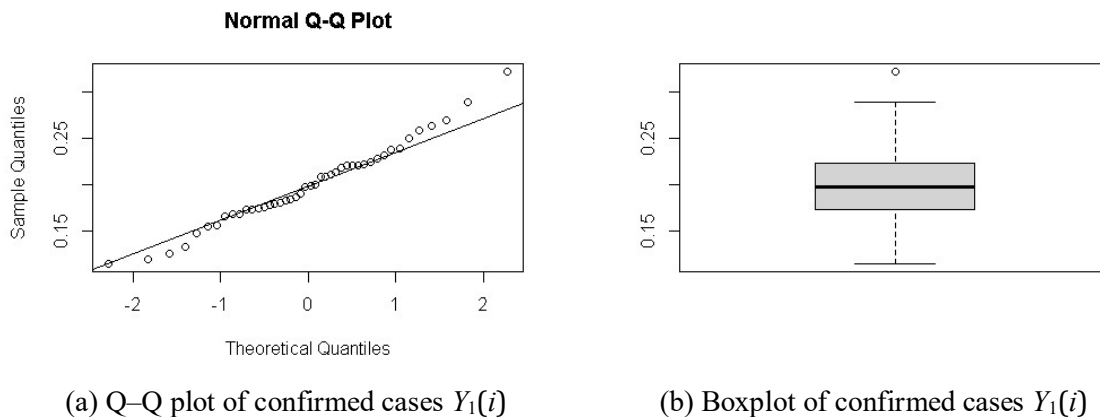 Normal Q-Q Plot
Sample Quantiles
0.25
0.15
-2 -1 0 1 2
Theoretical Quantiles
0.25
0.15
(a) Q–Q plot of confirmed cases Y₁(i)
(b) Boxplot of confirmed cases Y₁(i)